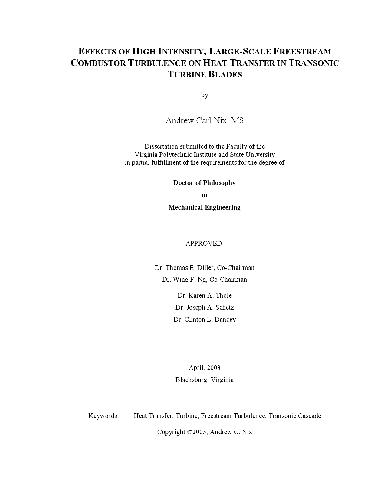 EFFECTS OF HIGH INTENSITY, LARGE-SCALE FREESTREAM
COMBUSTOR TURBULENCE ON HEAT TRANSFER IN TRANSONIC
TURBINE BLADES
by
Andrew Carl Nix, MS
Dissertation submitted to the Faculty of the
Virginia Polytechnic Institute and State University
in partial fulfillment of the requirements for the degree of
Doctor of Philosophy
in
Mechanical Engineering
APPROVED
Dr. Thomas E. Diller, Co-Chairman
Dr. Wing F. Ng, Co-Chairman
Dr. Karen A. Thole
Dr. Joseph A. Schetz
Dr. Clinton L. Dancey
April, 2003
Blacksburg, Virginia
Keywords: Heat Transfer, Turbine, Freestream Turbulence, Transonic Cascade
Copyright ©2003, Andrew C. Nix